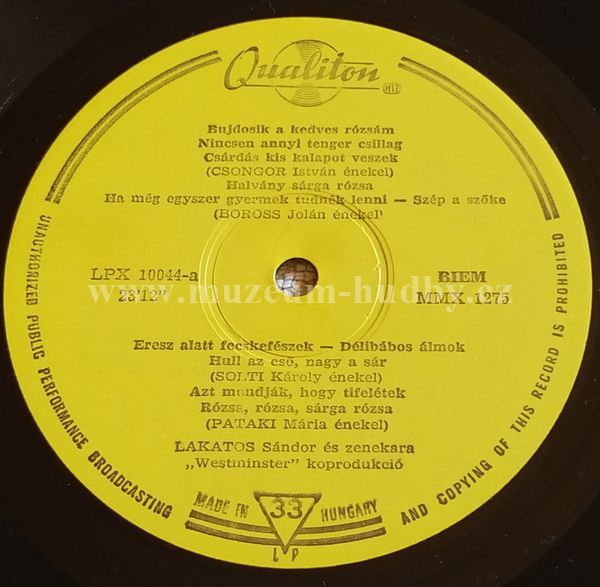 Qualiton
HIZ
Bujdosik a kedves rózsám
Nincsen annyi tenger csillag
Csárdás kis kalapot veszek
(CSONGOR István énekel)
Halvány sárga rózsa
Ha még egyszer gyermek tudnék lenni — Szép a szőke
(BOROSS Jolán énekel)
LPX 10044-a
23'12"
BIEM
MMX 1275
www.muzeum-hudby.cz
Eresz alatt fecskefészek — Délibábos álmok
Hull az eső, nagy a sár
(SOLTI Károly énekel)
Azt mondják, hogy tifelétek
Rózsa, rózsa, sárga rózsa
(PATAKI Mária énekel)
LAKATOS Sándor és zenekara
„Westminster” koprodukció
UNAUTHORIZED PUBLIC PERFORMANCE BROADCASTING AND COPYING OF THIS RECORD IS PROHIBITED
MADE IN 33 HUNGARY
LP